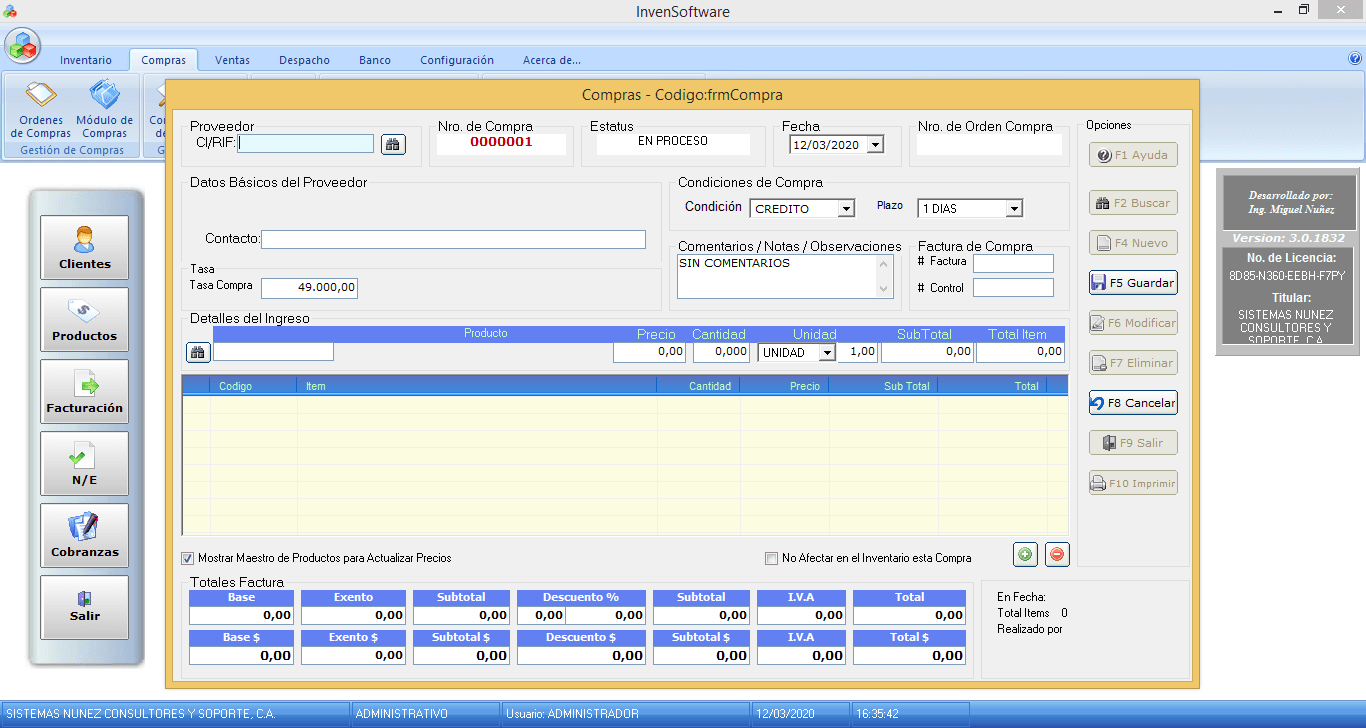 InvenSoftware
Inventario
Compras
Ventas
Despacho
Banco
Configuración
Acerca de...
Ordenes
de Compras
Módulo de
Compras
Gestión de Compras
Compras - Codigo:frmCompra
Proveedor
CI/RIF:
Nro. de Compra
0000001
Estatus
EN PROCESO
Fecha
12/03/2020
Nro. de Orden Compra
Datos Básicos del Proveedor
Contacto:
Tasa
Tasa Compra
49.000,00
Condiciones de Compra
Condición
CREDITO
Plazo
1 DIAS
Comentarios / Notas / Observaciones
SIN COMENTARIOS
Factura de Compra
# Factura
# Control
Detalles del Ingreso
Producto
Precio
Cantidad
Unidad
SubTotal
Total Item
0,00
0,000
UNIDAD
1,00
0,00
0,00
Codigo
Item
Cantidad
Precio
Sub Total
Total
Mostrar Maestro de Productos para Actualizar Precios
No Afectar en el Inventario esta Compra
Totales Factura
Base
Exento
Subtotal
Descuento %
Subtotal
I.V.A
Total
0,00
0,00
0,00
0,00
0,00
0,00
0,00
0,00
Base $
Exento $
Subtotal $
Descuento $
Subtotal $
I.V.A
Total $
0,00
0,00
0,00
0,00
0,00
0,00
0,00
En Fecha:
Total Items 0
Realizado por
Opciones
F1 Ayuda
F2 Buscar
F4 Nuevo
F5 Guardar
F6 Modificar
F7 Eliminar
F8 Cancelar
F9 Salir
F10 Imprimir
Clientes
Productos
Facturación
N/E
Cobranzas
Salir
Desarrollado por:
Ing. Miguel Nuñez
Version: 3.0.1832
No. de Licencia:
8D85-N360-EEBH-F7PY
Titular:
SISTEMAS NUNEZ
CONSULTORES Y
SOPORTE, C.A.
SISTEMAS NUNEZ CONSULTORES Y SOPORTE, C.A.
ADMINISTRATIVO
Usuario: ADMINISTRADOR
12/03/2020
16:35:42